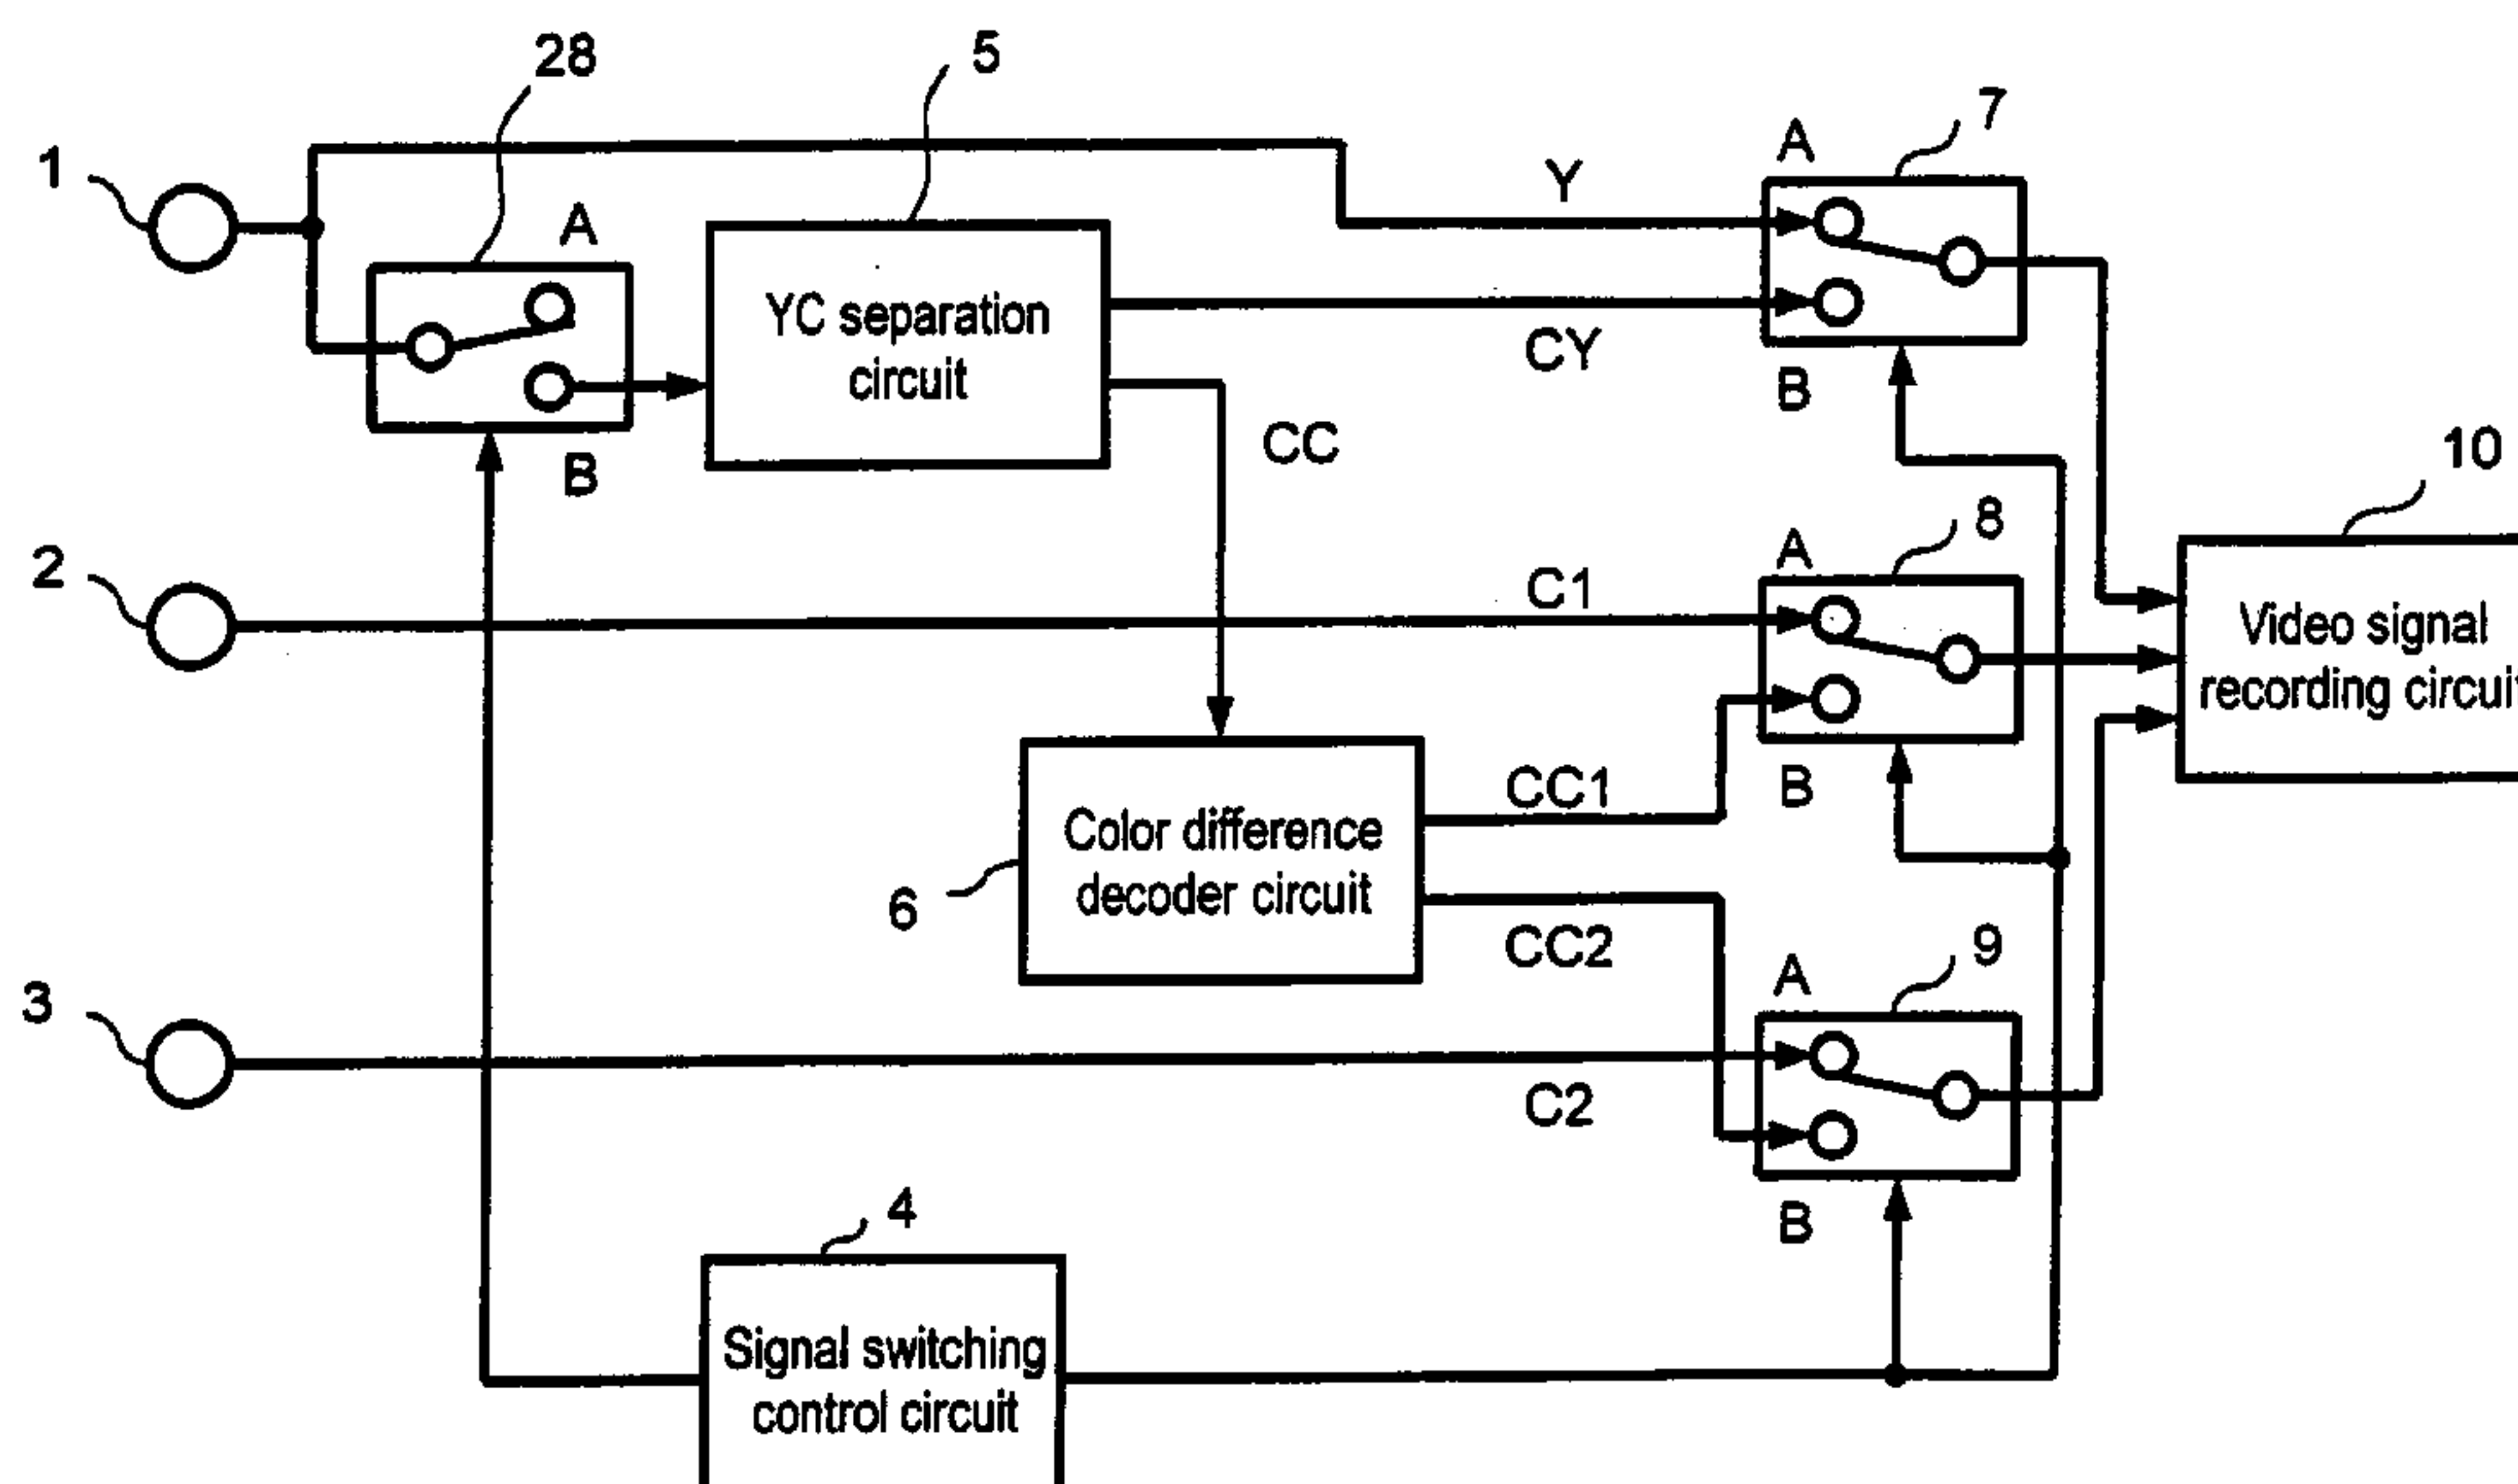 28
5
7
1
A
Y
A
YC separation
circuit
CY
B
CC
B
10
2
A
8
C1
Video signal
recording circuit
CC1
B
Color difference
decoder circuit
6
CC2
A
9
3
C2
B
4
Signal switching
control circuit